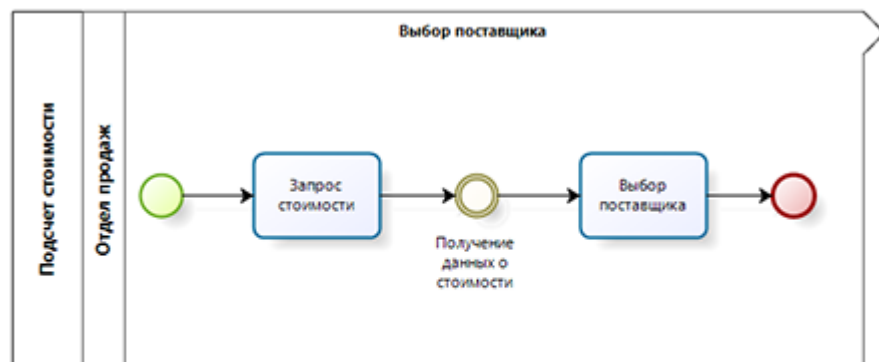 Выбор поставщика
Подсчет стоимости
Отдел продаж
Запрос
стоимости
Получение
данных о
стоимости
Выбор
поставщика